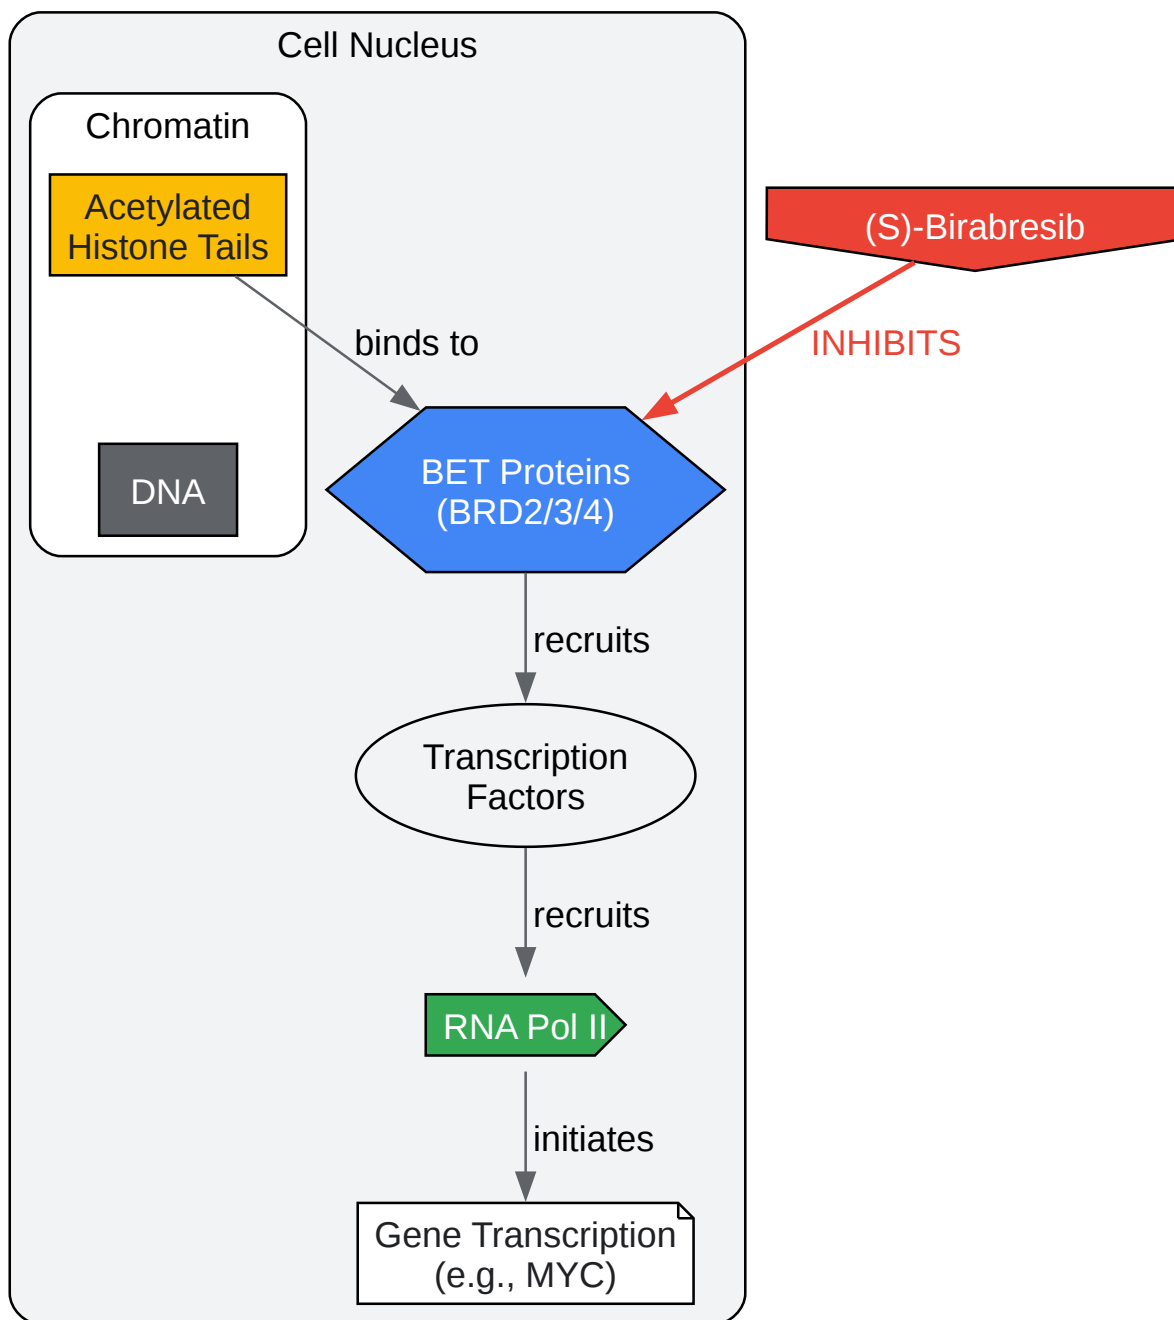 Cell Nucleus
Chromatin
Acetylated
Histone Tails
(S)-Birabresib
binds to
INHIBITS
DNA
BET Proteins
(BRD2/3/4)
recruits
Transcription
Factors
recruits
RNA Pol II
initiates
Gene Transcription
(e.g., MYC)